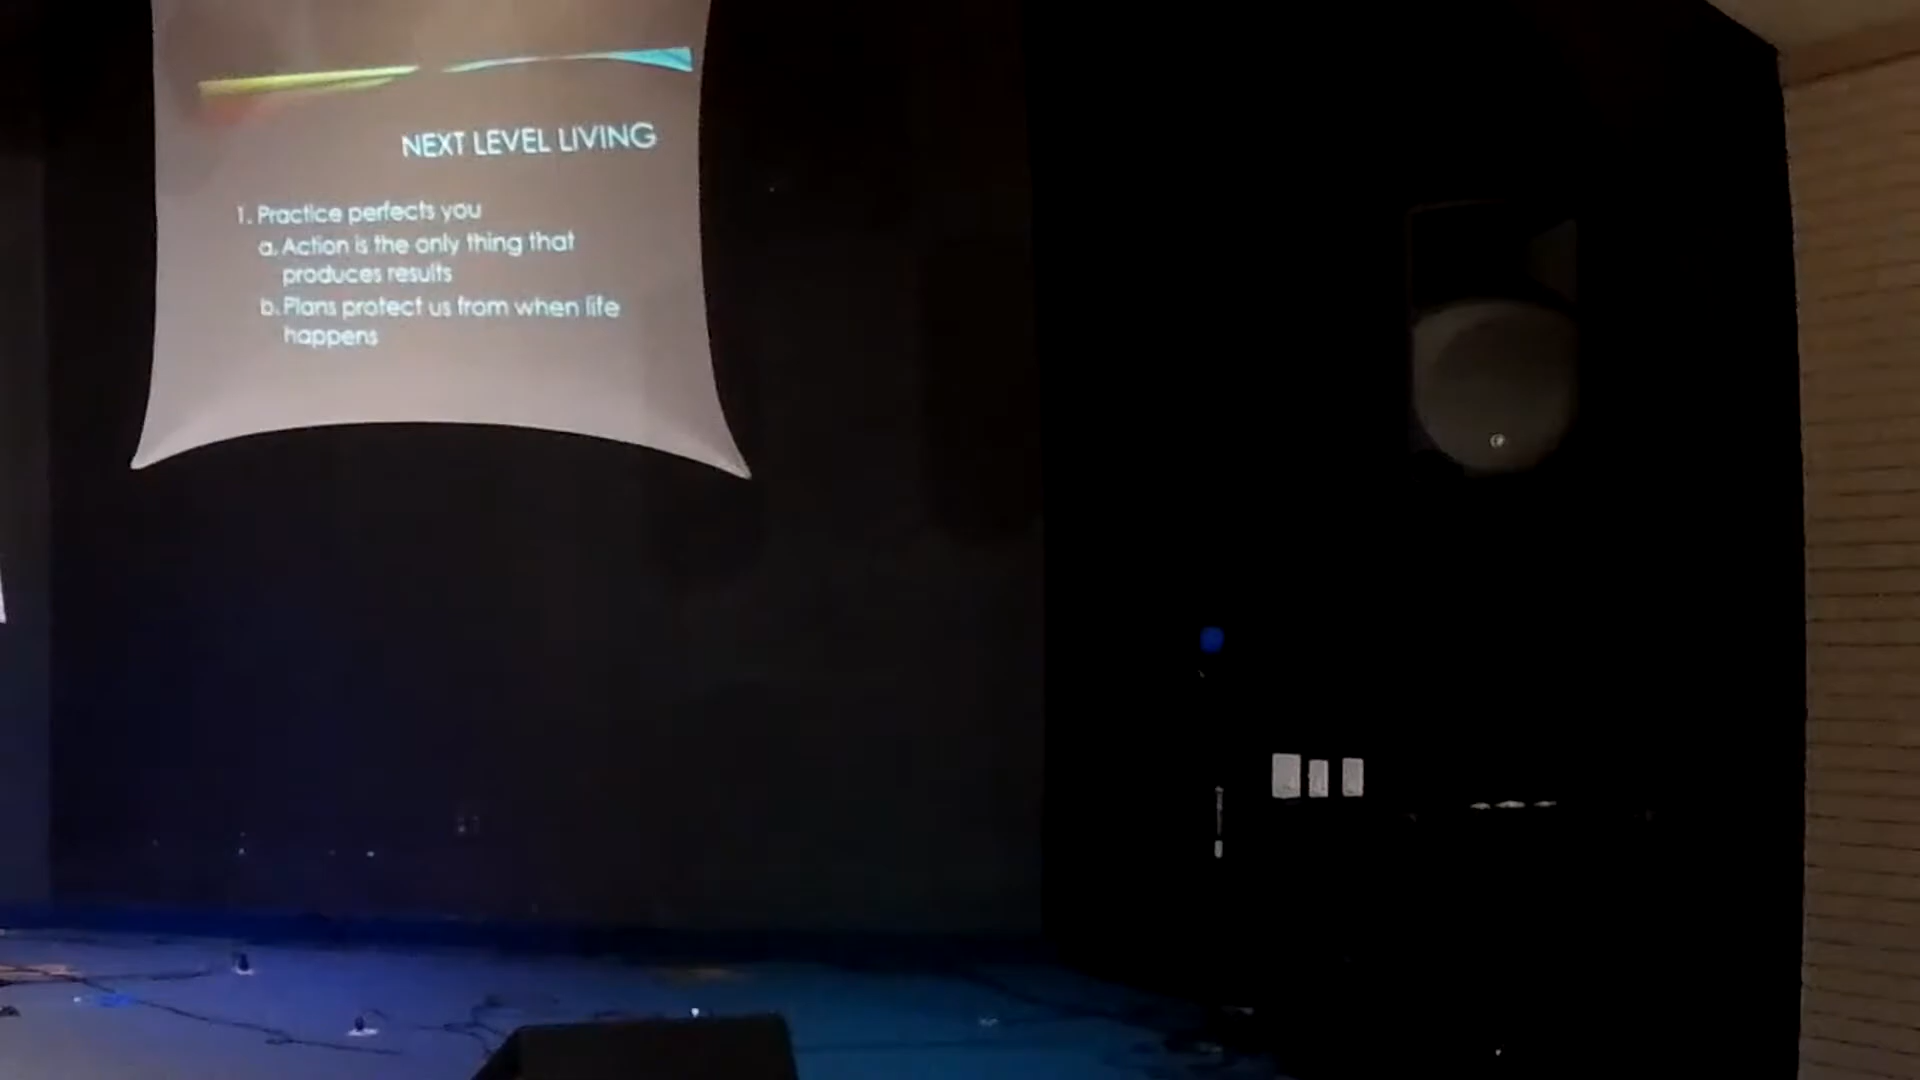 NEXT LEVEL LIVING
1. Practice perfects you
a. Action is the only thing that
produces results
b. Plans protect us from when life
happens